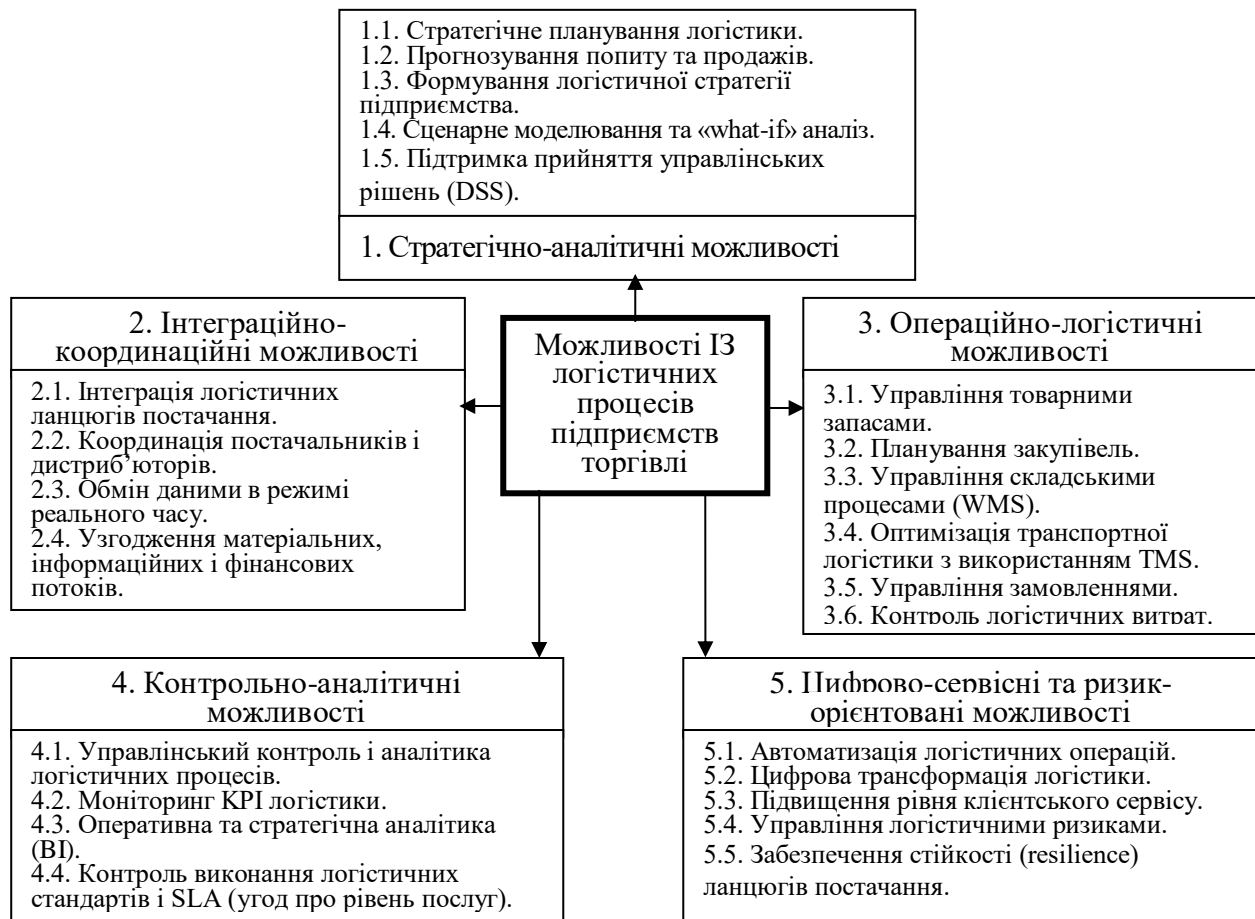 1.1. Стратегічне планування логістики.
1.2. Прогнозування попиту та продажів.
1.3. Формування логістичної стратегії
підприємства.
1.4. Сценарне моделювання та «what-if» аналіз.
1.5. Підтримка прийняття управлінських
рішень (DSS).
1. Стратегічно-аналітичні можливості
2. Інтеграційно-
координаційні можливості
2.1. Інтеграція логістичних
ланцюгів постачання.
2.2. Координація постачальників і
дистриб’юторів.
2.3. Обмін даними в режимі
реального часу.
2.4. Узгодження матеріальних,
інформаційних і фінансових
потоків.
Можливості ІЗ
логістичних
процесів
підприємств
торгівлі
3. Операційно-логістичні
можливості
3.1. Управління товарними
запасами.
3.2. Планування закупівель.
3.3. Управління складськими
процесами (WMS).
3.4. Оптимізація транспортної
логістики з використанням TMS.
3.5. Управління замовленнями.
3.6. Контроль логістичних витрат.
4. Контрольно-аналітичні
можливості
4.1. Управлінський контроль і аналітика
логістичних процесів.
4.2. Моніторинг KPI логістики.
4.3. Оперативна та стратегічна аналітика
(BI).
4.4. Контроль виконання логістичних
стандартів і SLA (угод про рівень послуг).
5. Цифрово-сервісні та ризик-
орієнтовані можливості
5.1. Автоматизація логістичних операцій.
5.2. Цифрова трансформація логістики.
5.3. Підвищення рівня клієнтського сервісу.
5.4. Управління логістичними ризиками.
5.5. Забезпечення стійкості (resilience)
ланцюгів постачання.